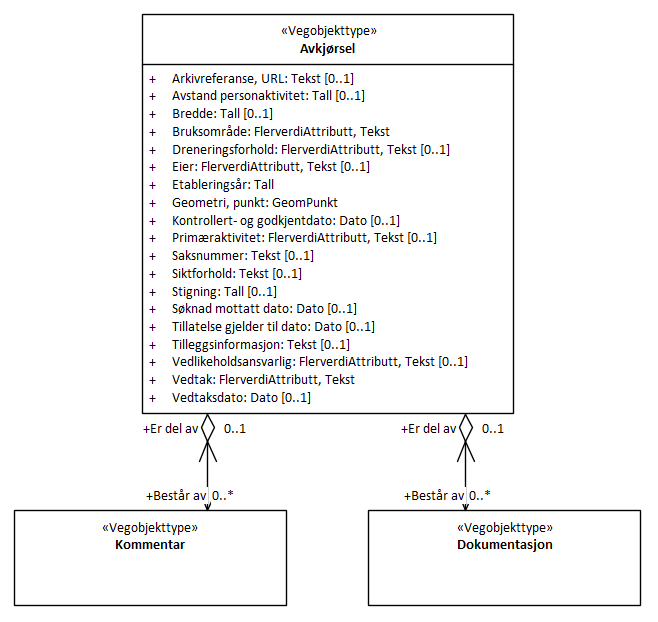 «Vegobjekttype»
Avkjørsel
+ Arkivreferanse, URL: Tekst [0..1]
+ Avstand personaktivitet: Tall [0..1]
+ Bredde: Tall [0..1]
+ Bruksområde: FlerverdiAttributt, Tekst
+ Dreneringsforhold: FlerverdiAttributt, Tekst [0..1]
+ Eier: FlerverdiAttributt, Tekst [0..1]
+ Etableringsår: Tall
+ Geometri, punkt: GeomPunkt
+ Kontrollert- og godkjentdato: Dato [0..1]
+ Primæraktivitet: FlerverdiAttributt, Tekst [0..1]
+ Saksnummer: Tekst [0..1]
+ Siktforhold: Tekst [0..1]
+ Stigning: Tall [0..1]
+ Søknad mottatt dato: Dato [0..1]
+ Tillatelse gjelder til dato: Dato [0..1]
+ Tilleggsinformasjon: Tekst [0..1]
+ Vedlikeholdsansvarlig: FlerverdiAttributt, Tekst [0..1]
+ Vedtak: FlerverdiAttributt, Tekst
+ Vedtaksdato: Dato [0..1]
+Er del av 0..1
+Er del av 0..1
+Består av 0..*
+Består av 0..*
«Vegobjekttype»
Kommentar
«Vegobjekttype»
Dokumentasjon